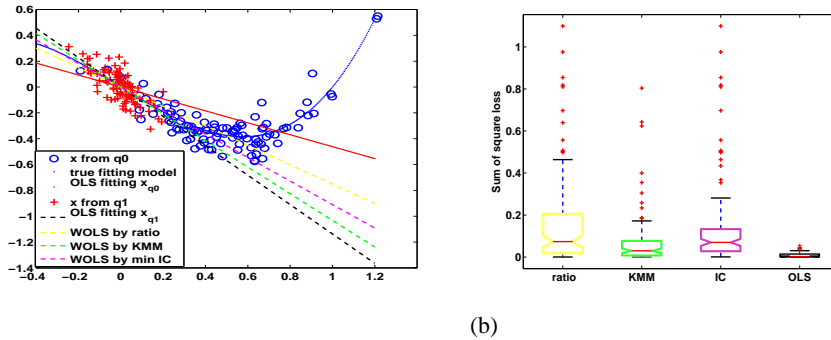 0.6
0.4
0.2
0
−0.2
−0.4
−0.6
−0.8
−1
−1.2
−1.4
x from q0
true fitting model
OLS fitting x_q0
x from q1
OLS fitting x_q1
WOLS by ratio
WOLS by KMM
WOLS by min IC
−0.4 −0.2 0 0.2 0.4 0.6 0.8 1.0 1.2
Sum of square loss
1
0.8
0.6
0.4
0.2
0
ratio KMM IC OLS
(b)